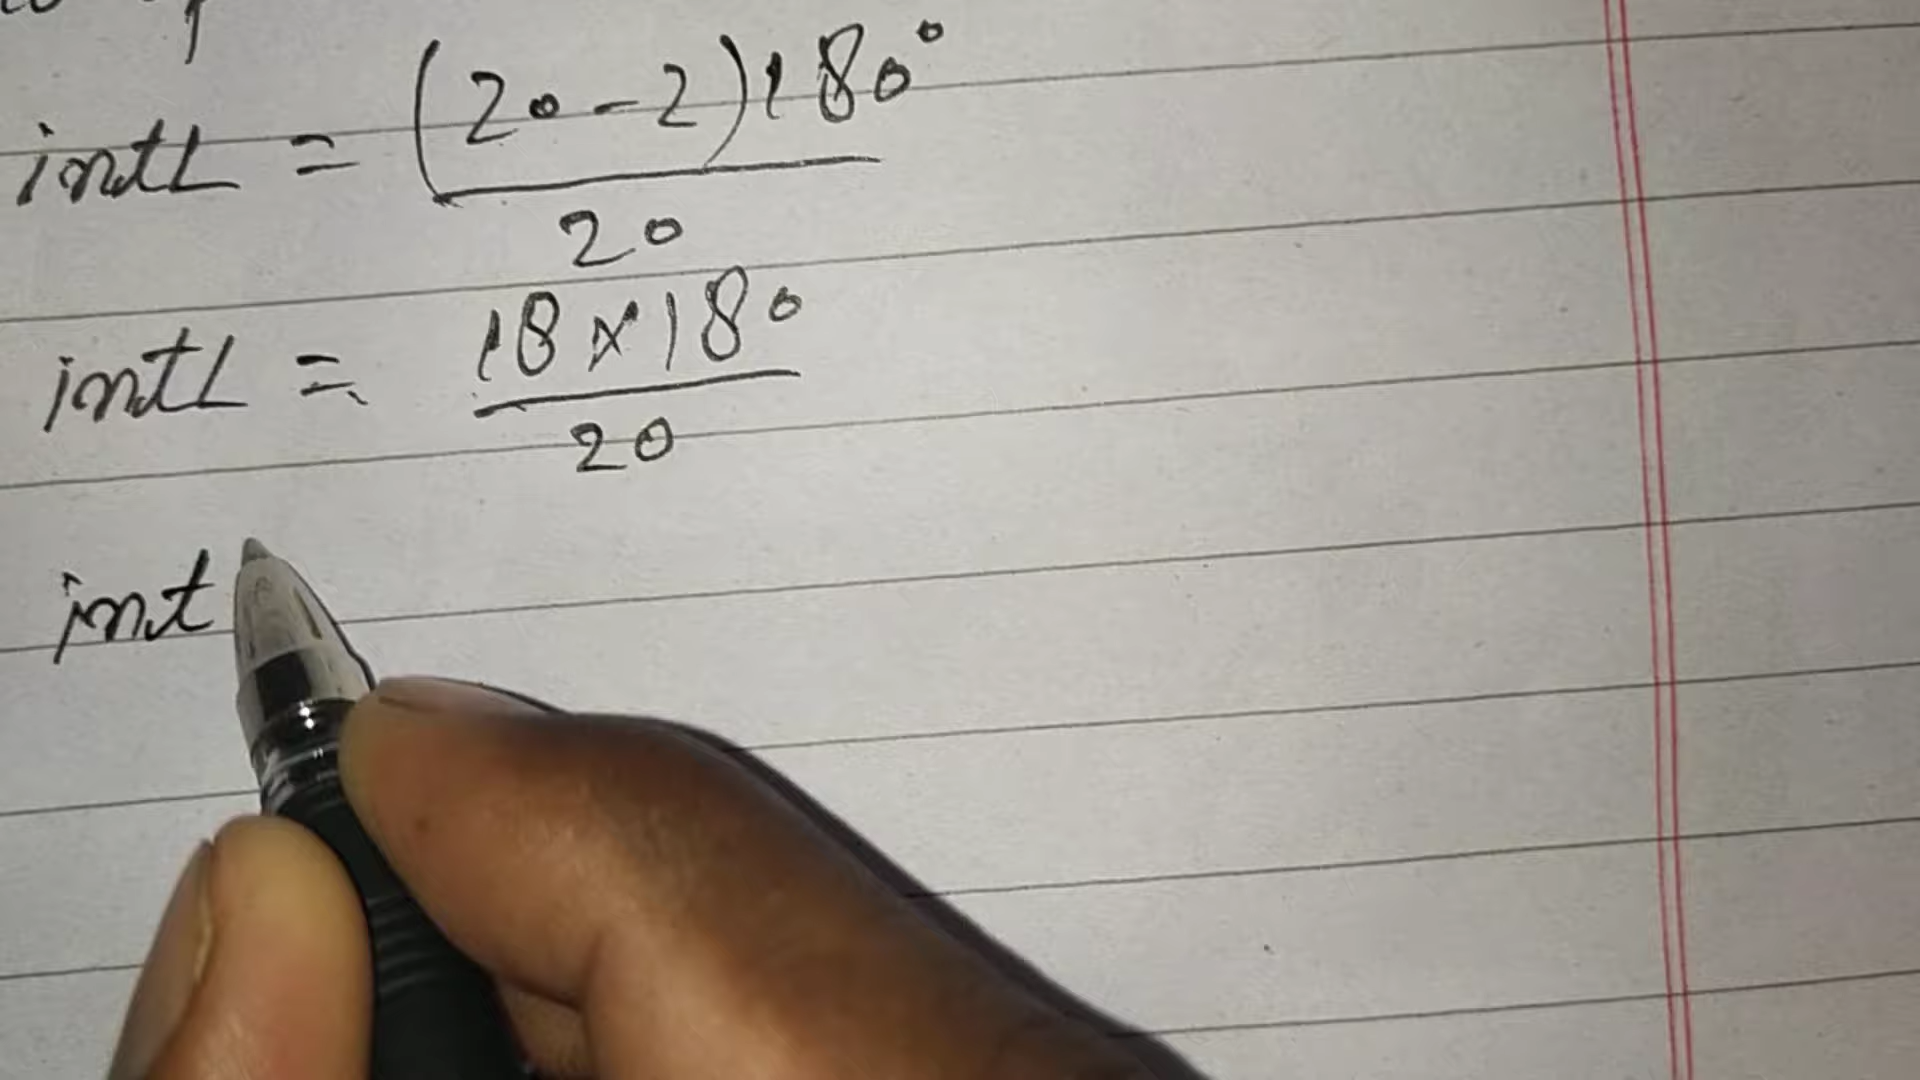 int∠ = (20-2)180°
20
int∠ = 18×180
20
int